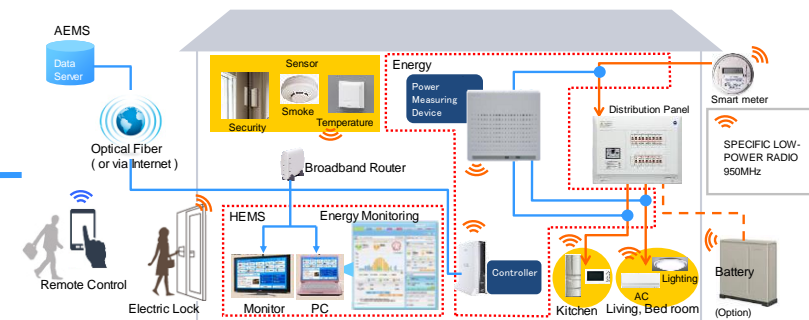 AEMS
Data
Server
Optical Fiber
( or via Internet )
Remote Control
Electric Lock
Sensor
Security
Smoke
Temperature
Broadband Router
HEMS
Energy Monitoring
Monitor
PC
Energy
Power
Measuring
Device
Controller
Distribution Panel
Smart meter
SPECIFIC LOW-
POWER RADIO
950MHz
Kitchen
AC
Lighting
Living, Bed room
Battery
(Option)